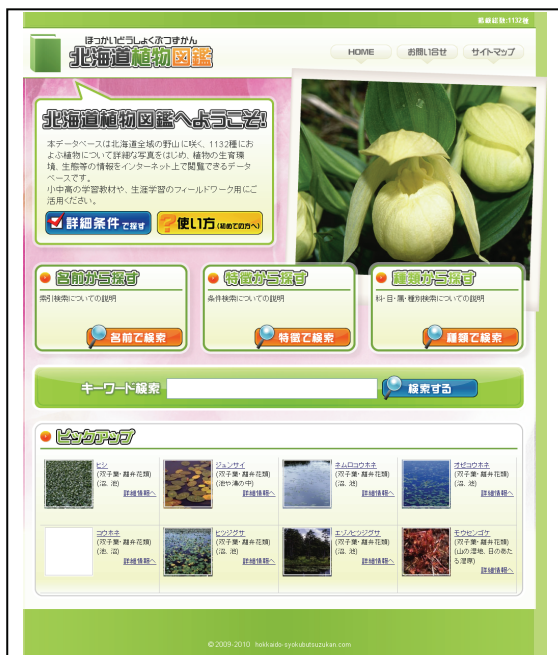 掲載総数:1132種
ほっかいどうしょくぶつずかん
北海道植物図鑑
HOME
お問い合せ
サイトマップ
北海道植物図鑑へようこそ!
本データベースは北海道全域の野山に咲く、1132種にお
よぶ植物について詳細な写真をはじめ、植物の生育環
境、生態等の情報をインターネット上で閲覧できるデータ
ベースです。
小中高の学習教材や、生涯学習のフィールドワーク用にご
活用ください。
詳細条件で探す
使い方(初めての方へ)
名前から探す
索引検索についての説明
名前で検索
特徴から探す
条件検索についての説明
特徴で検索
種類から探す
科・目・属・種別検索についての説明
種類で検索
キーワード検索
検索する
ピックアップ
ヒシ
(双子葉・離弁花類)
(沼、池)
詳細情報へ
ジュンサイ
(双子葉・離弁花類)
(池や溝の中)
詳細情報へ
ネムロコウホネ
(双子葉・離弁花類)
(沼、池)
詳細情報へ
オゼコウホネ
(双子葉・離弁花類)
(沼、池)
詳細情報へ
コウホネ
(双子葉・離弁花類)
(池、沼)
詳細情報へ
ヒツジグサ
(双子葉・離弁花類)
(沼、池)
詳細情報へ
エゾノヒツジグサ
(双子葉・離弁花類)
(沼、池)
詳細情報へ
モウセンゴケ
(双子葉・離弁花類)
(山の湿地、日のあた
る湿原)
詳細情報へ
© 2009-2010 hokkaido-syokubutsuzukan.com